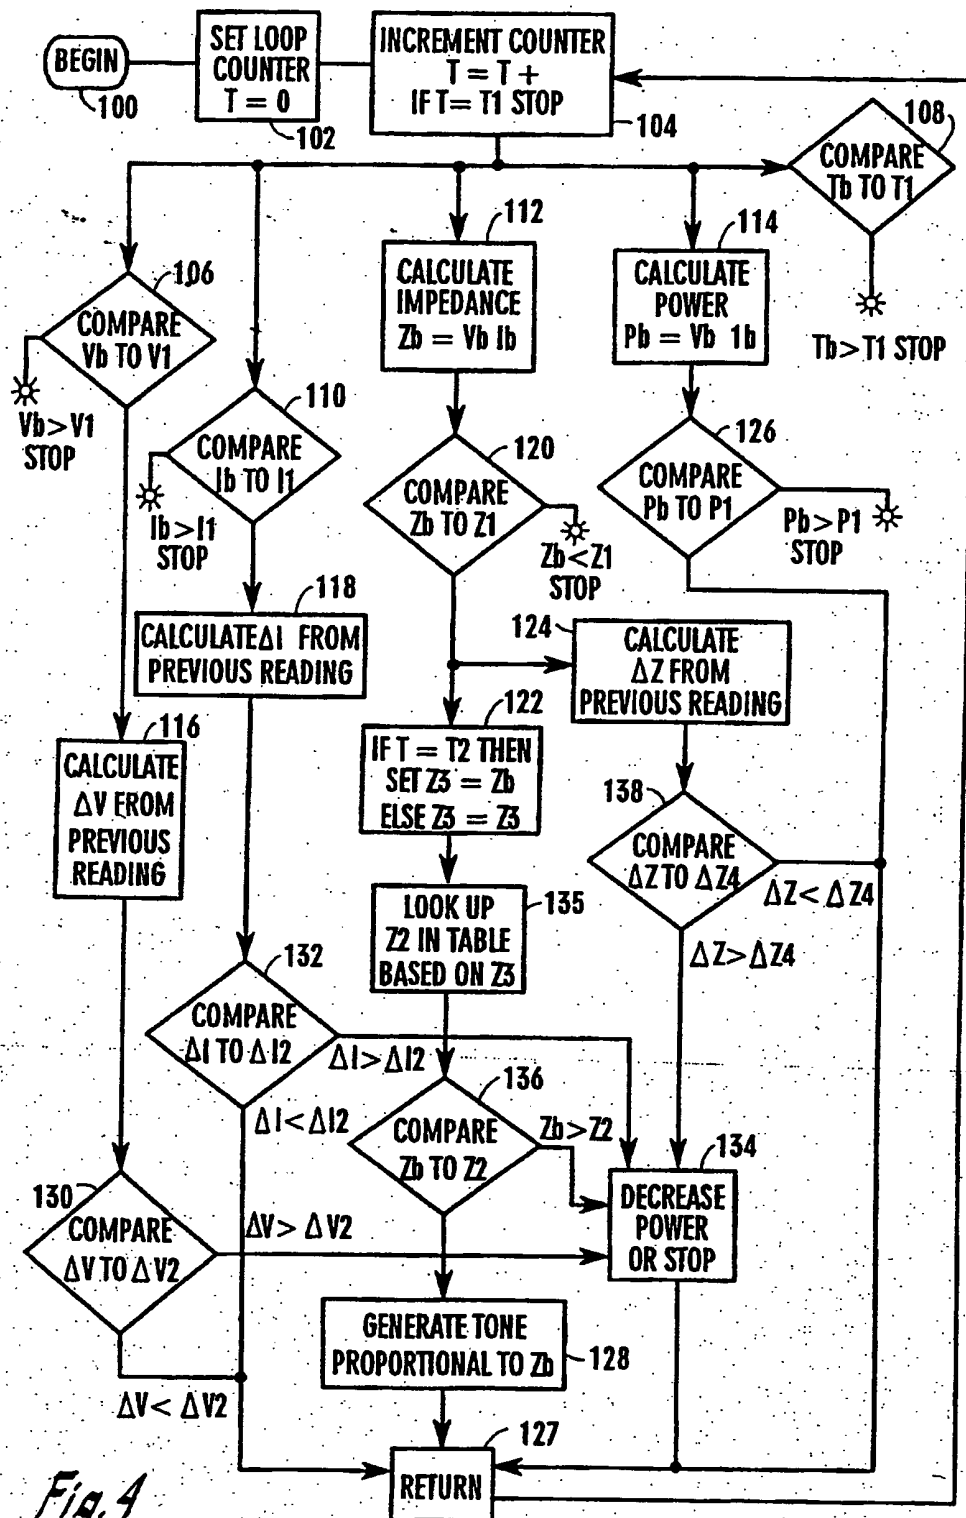 BEGIN
100
SET LOOP
COUNTER
T = 0
102
INCREMENT COUNTER
T = T +
IF T = T1 STOP
104
108
COMPARE
Tb TO T1
Tb>T1 STOP
106
COMPARE
Vb TO V1
Vb>V1
STOP
110
COMPARE
Ib TO I1
Ib>I1
STOP
112
CALCULATE
IMPEDANCE
Zb = Vb Ib
114
CALCULATE
POWER
Pb = Vb 1b
120
COMPARE
Zb TO Z1
Zb<Z1
STOP
126
COMPARE
Pb TO P1
Pb>P1
STOP
118
CALCULATE ΔI FROM
PREVIOUS READING
124
CALCULATE
ΔZ FROM
PREVIOUS READING
116
CALCULATE
ΔV FROM
PREVIOUS
READING
122
IF T = T2 THEN
SET Z3 = Zb
ELSE Z3 = Z3
138
COMPARE
ΔZ TO ΔZ4
ΔZ< ΔZ4
ΔZ>ΔZ4
LOOK UP
Z2 IN TABLE
BASED ON Z3
135
132
COMPARE
ΔI TO ΔI2
ΔI>ΔI2
ΔI<ΔI2
136
COMPARE
Zb TO Z2
Zb>Z2
134
DECREASE
POWER
OR STOP
130
COMPARE
ΔV TO ΔV2
ΔV> ΔV2
ΔV< ΔV2
GENERATE TONE
PROPORTIONAL TO Zb
128
127
RETURN
Fig. 4